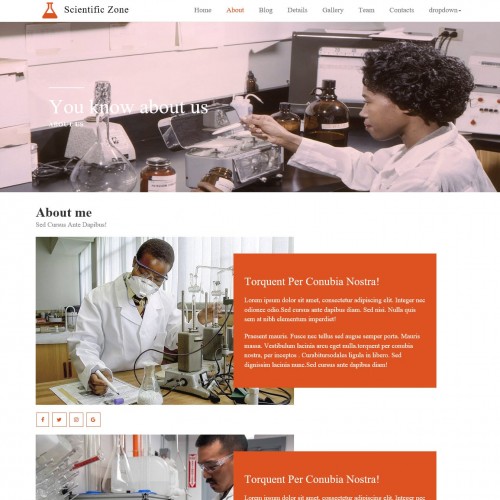 Scientific Zone
Home About Blog Details Gallery Team Contacts dropdown
You know about us
ABOUT US
About me
Sed Cursus Ante Dapibus!
Torquent Per Conubia Nostra!
Lorem ipsum dolor sit amet, consectetur adipiscing elit. Integer nec
odionec odio.Sed cursus ante dapibus diam. Sed nisi. Nulla quis
sem at nibh elementum imperdiet!
Praesent mauris. Fusce nec tellus sed augue semper porta. Mauris
massa. Vestibulum lacinia arcu eget nulla torquent per conubia
nostra, per inceptos . Curabitursodales ligula in libero. Sed
dignissim lacinia nunc.Sed cursus ante dapibus diam!
Torquent Per Conubia Nostra!
Lorem ipsum dolor sit amet, consectetur adipiscing elit. Integer nec